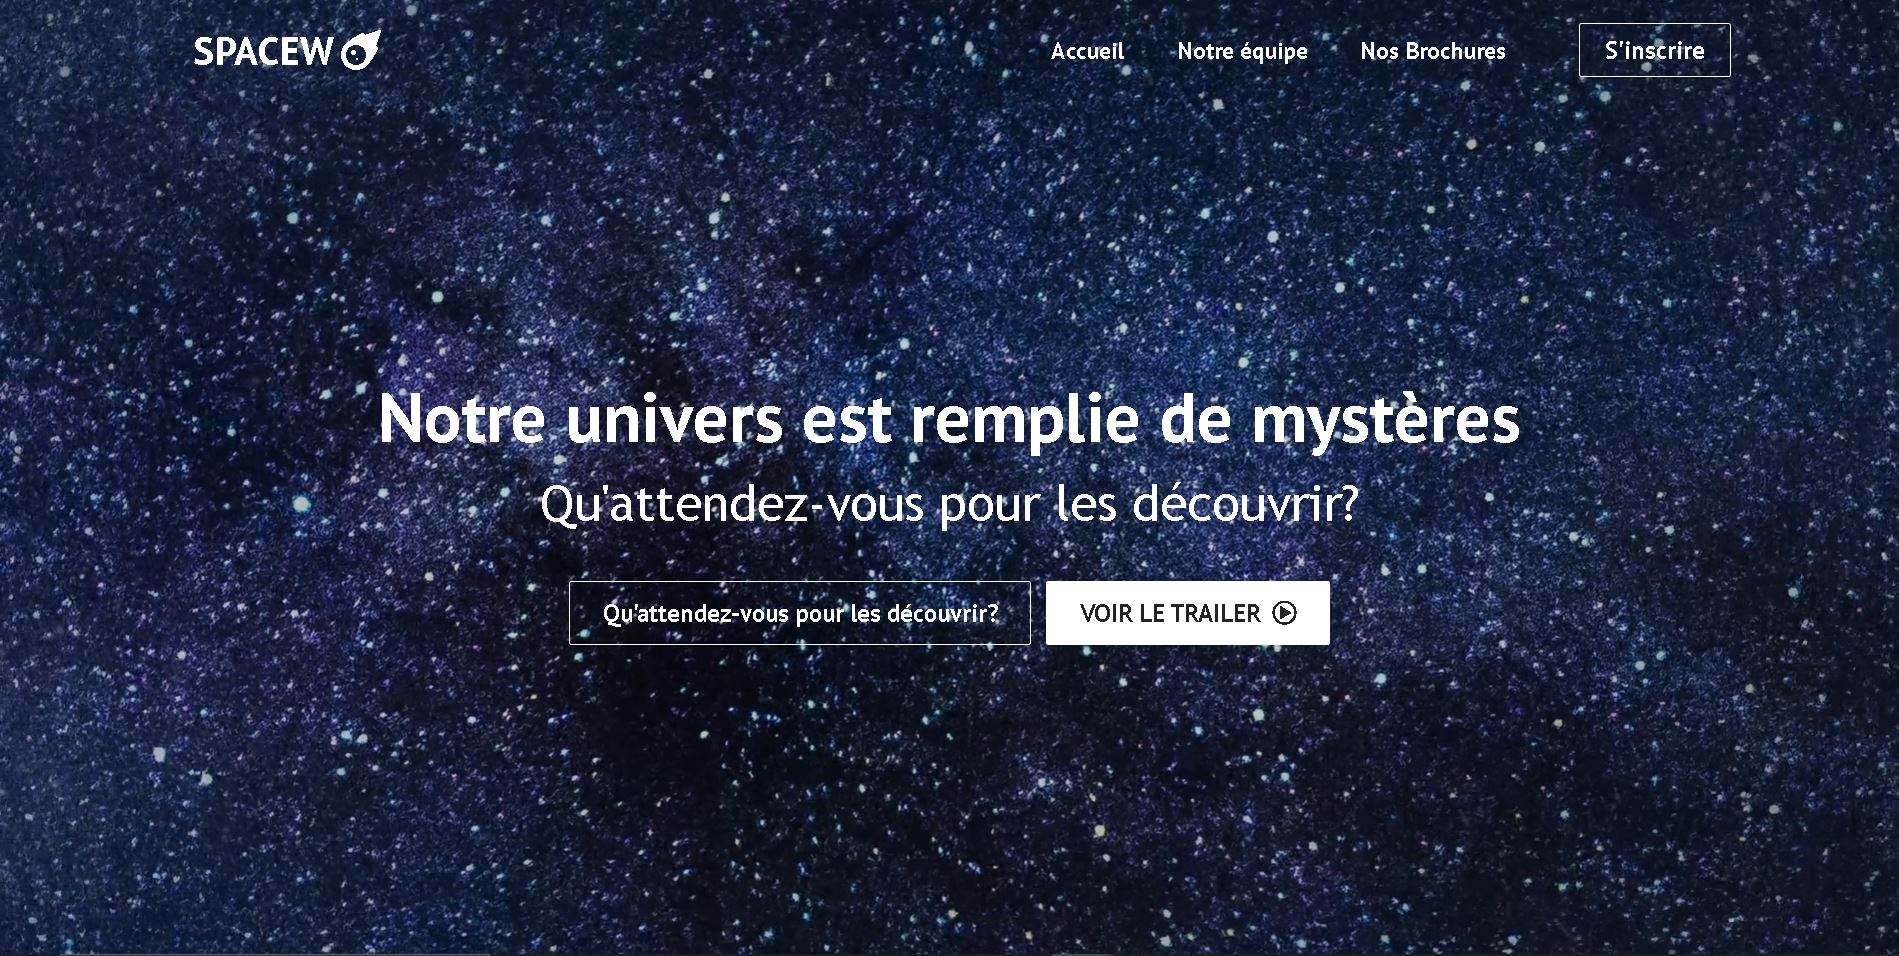 SPACEW
Accueil
Notre équipe
Nos Brochures
S'inscrire
Notre univers est remplie de mystères
Qu'attendez-vous pour les découvrir?
Qu'attendez-vous pour les découvrir?
VOIR LE TRAILER